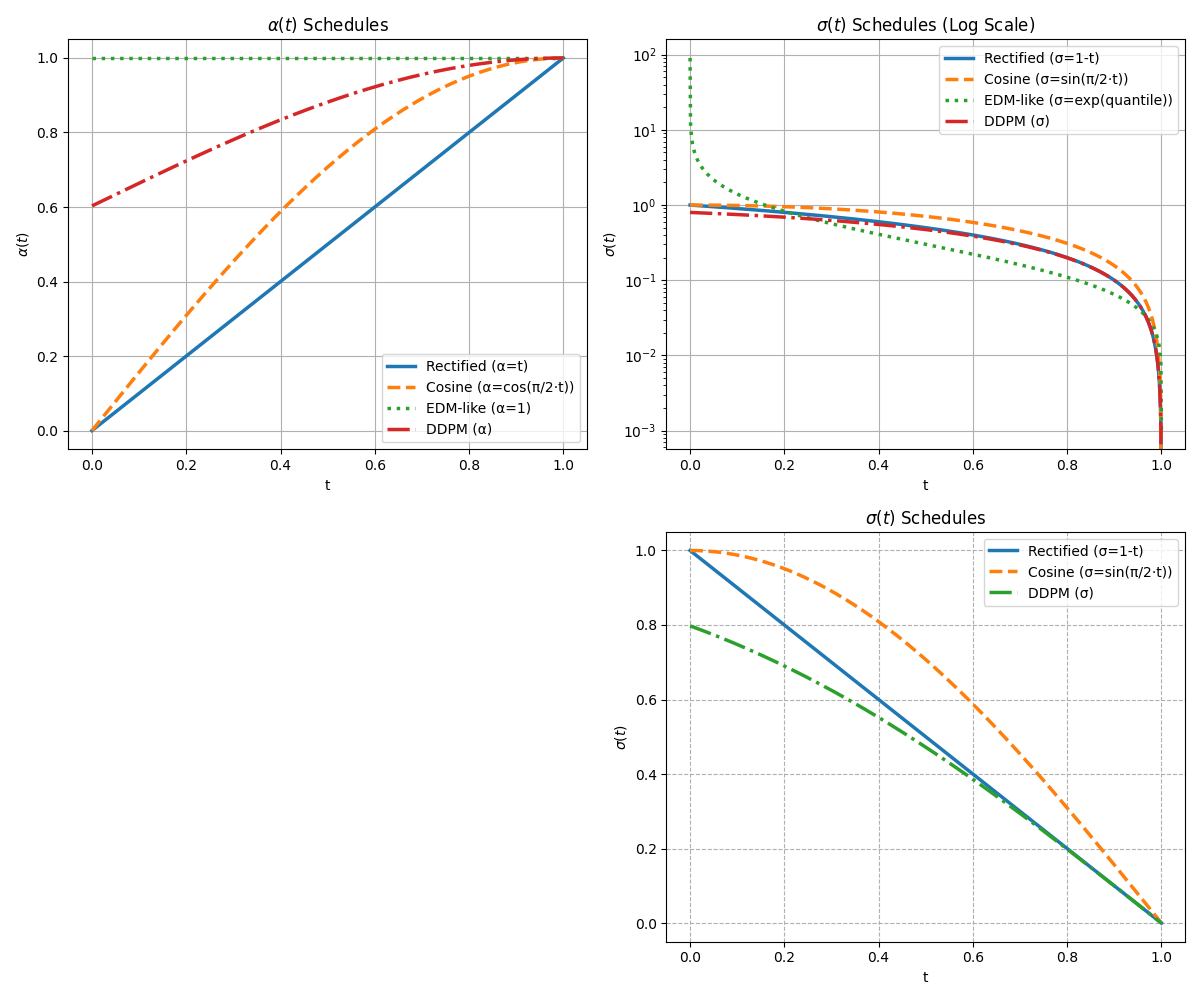 α(t) Schedules
1.0
0.8
0.6
0.4
0.2
0.0
α(t)
0.0 0.2 0.4 0.6 0.8 1.0
t
Rectified (α=t)
Cosine (α=cos(π/2·t))
EDM-like (α=1)
DDPM (α)
σ(t) Schedules (Log Scale)
10²
10¹
10⁰
10⁻¹
10⁻²
10⁻³
σ(t)
0.0 0.2 0.4 0.6 0.8 1.0
t
Rectified (σ=1-t)
Cosine (σ=sin(π/2·t))
EDM-like (σ=exp(quantile))
DDPM (σ)
σ(t) Schedules
1.0
0.8
0.6
0.4
0.2
0.0
σ(t)
0.0 0.2 0.4 0.6 0.8 1.0
t
Rectified (σ=1-t)
Cosine (σ=sin(π/2·t))
DDPM (σ)